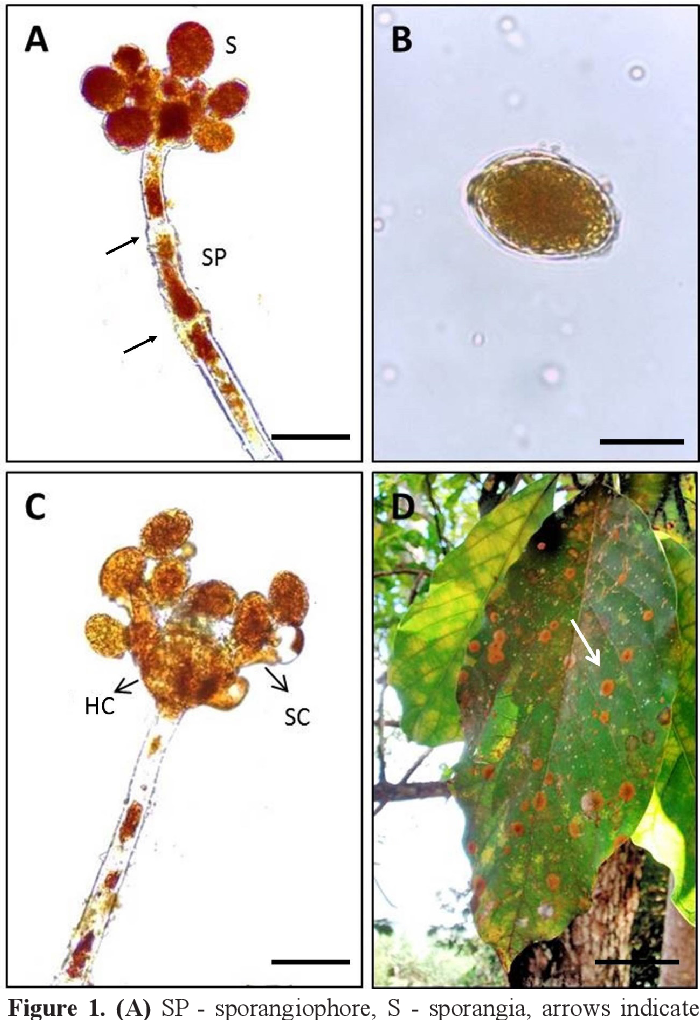 A
S
SP
B
C
HC
SC
D
Figure 1. (A) SP - sporangiophore, S - sporangia, arrows indicate